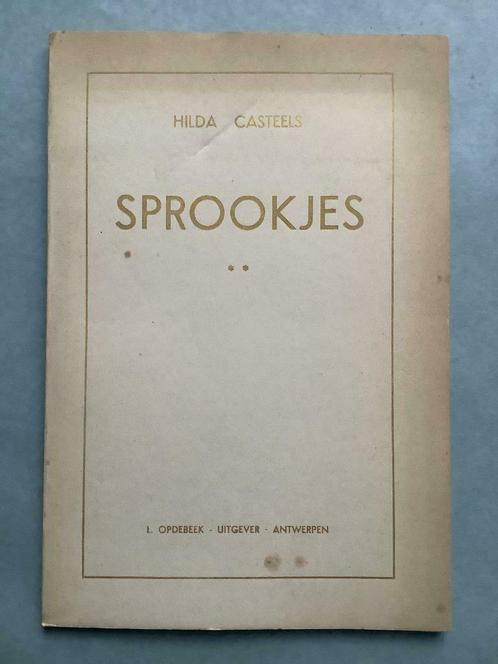 HILDA CASTEELS
SPROOKJES
* *
L. OPDEBEEK - UITGEVER - ANTWERPEN